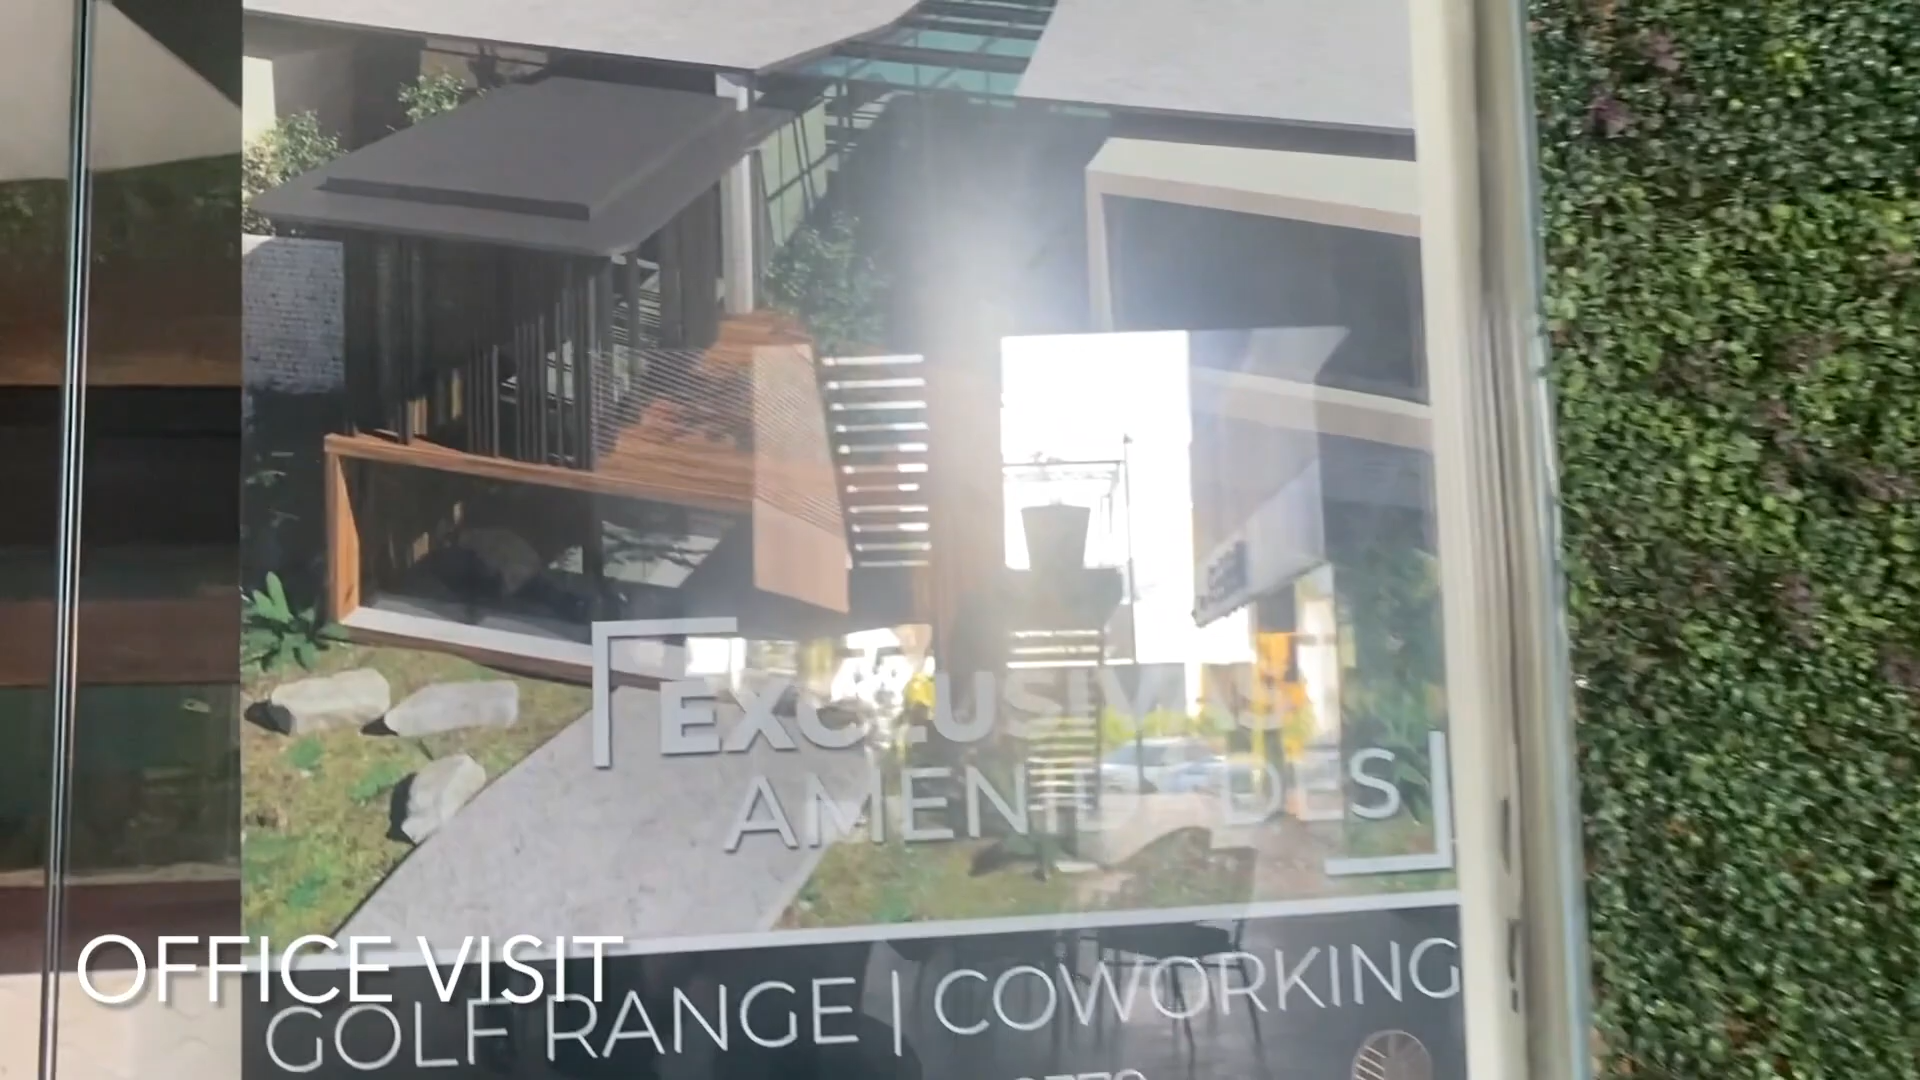 EXCLUSIVAS
AMENIDADES
OFFICE VISIT
GOLF RANGE | COWORKING